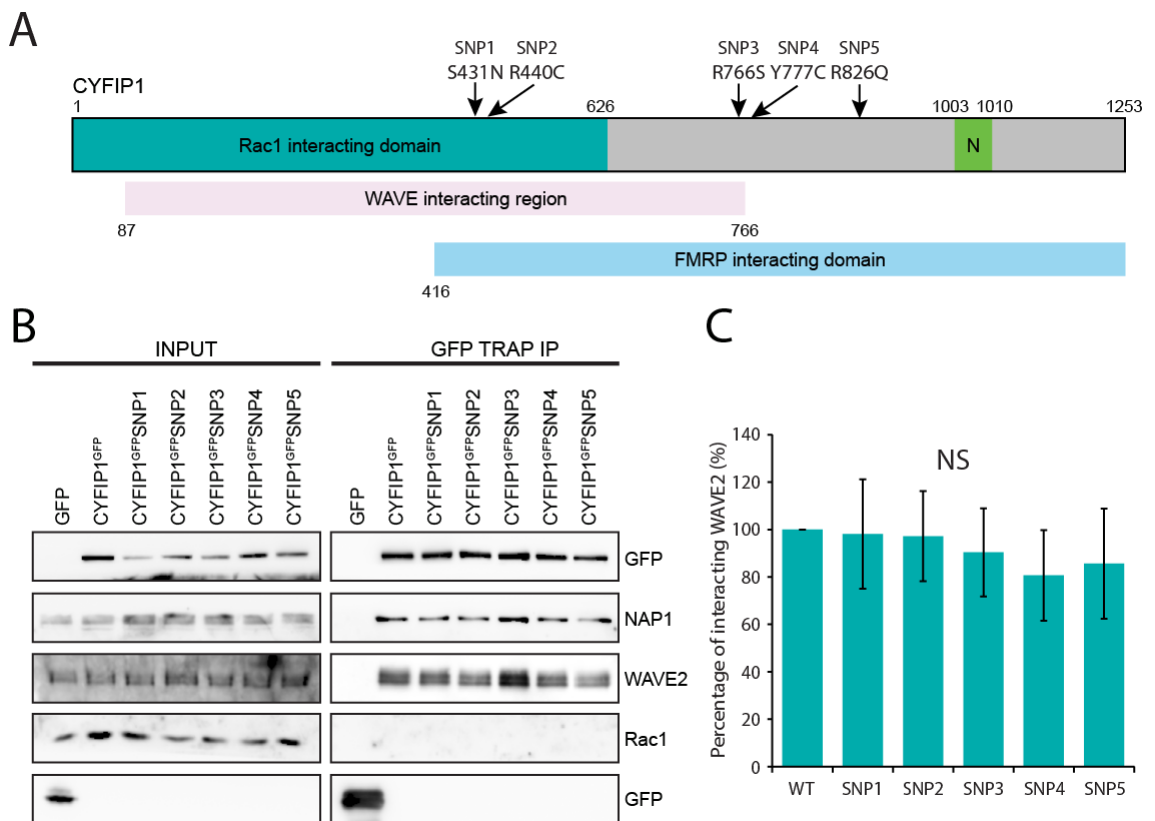 A
SNP1 SNP2 SNP3 SNP4 SNP5
S431N R440C R766S Y777C R826Q
CYFIP1
1 626 1003 1010 1253
Rac1 interacting domain N
WAVE interacting region
87 766
FMRP interacting domain
416
B
INPUT GFP TRAP IP
GFP CYFIP1GFP CYFIP1GFPSNP1 CYFIP1GFPSNP2 CYFIP1GFPSNP3 CYFIP1GFPSNP4 CYFIP1GFPSNP5
GFP CYFIP1GFP CYFIP1GFPSNP1 CYFIP1GFPSNP2 CYFIP1GFPSNP3 CYFIP1GFPSNP4 CYFIP1GFPSNP5
GFP
NAP1
WAVE2
Rac1
GFP
C
Percentage of interacting WAVE2 (%)
140
120
100
80
60
40
20
0
NS
WT SNP1 SNP2 SNP3 SNP4 SNP5